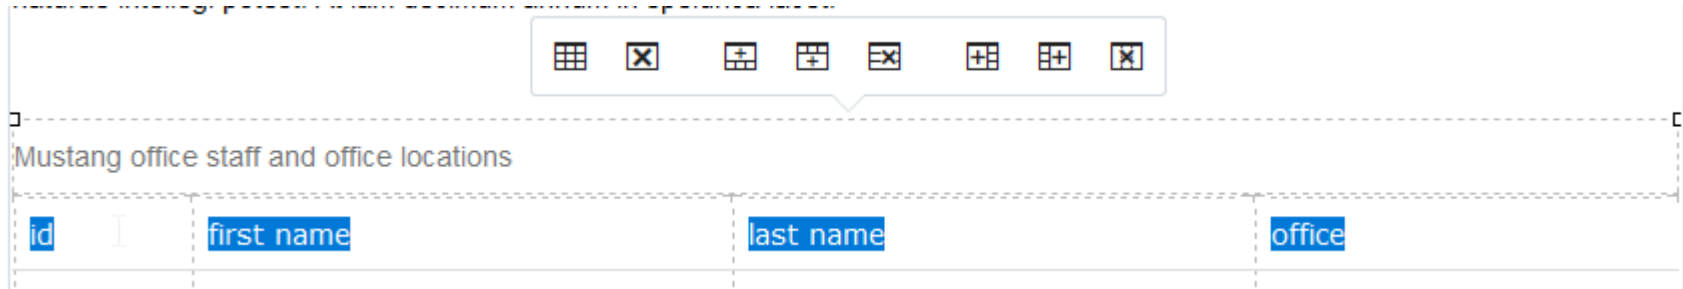 Mustang office staff and office locations
id first name last name office